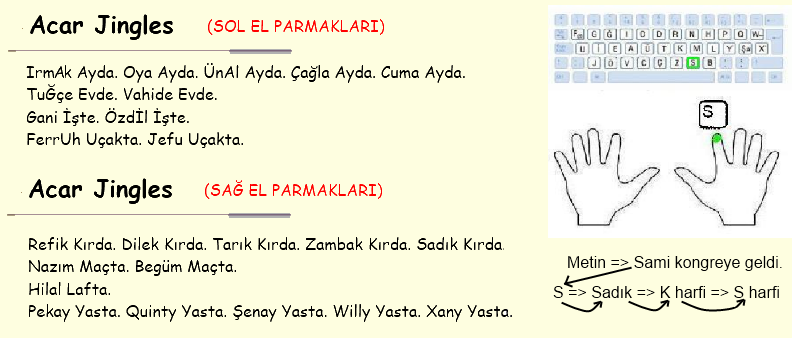 Acar Jingles (SOL EL PARMAKLARI)
IrmAk Ayda. Oya Ayda. ÜnAl Ayda. Çağla Ayda. Cuma Ayda.
TuĞçe Evde. Vahide Evde.
Gani İşte. Özdİl İşte.
FerrUh Uçakta. Jefu Uçakta.
Acar Jingles (SAĞ EL PARMAKLARI)
Refik Kırda. Dilek Kırda. Tarık Kırda. Zambak Kırda. Sadık Kırda.
Nazım Maçta. Begüm Maçta.
Hilal Lafta.
Pekay Yasta. Quinty Yasta. Şenay Yasta. Willy Yasta. Xany Yasta.
F G Ğ I O D R N H P Q W
U İ E A Ü T K M L Y Ş X
J Ö V C Ç Z S B
S
Metin => Sami kongreye geldi.
S => Sadık => K harfi => S harfi